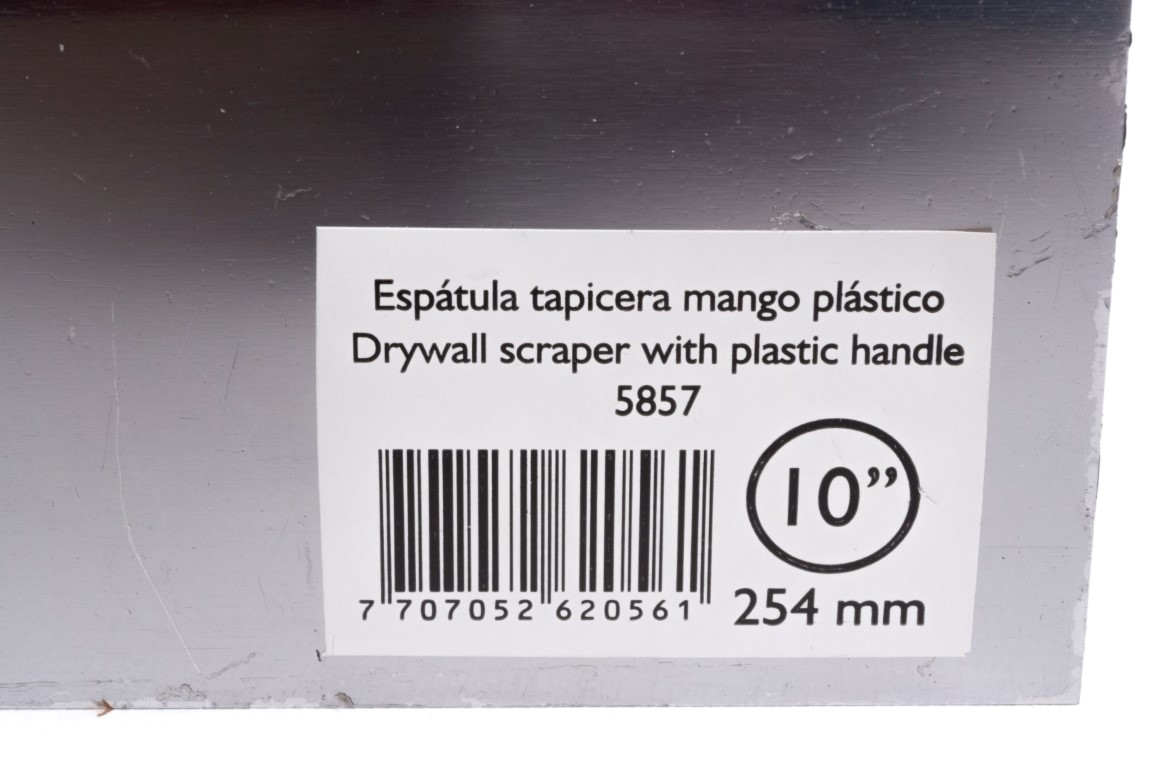 Espátula tapicera mango plástico
Drywall scraper with plastic handle
5857
10”
7 707052 620561
254 mm